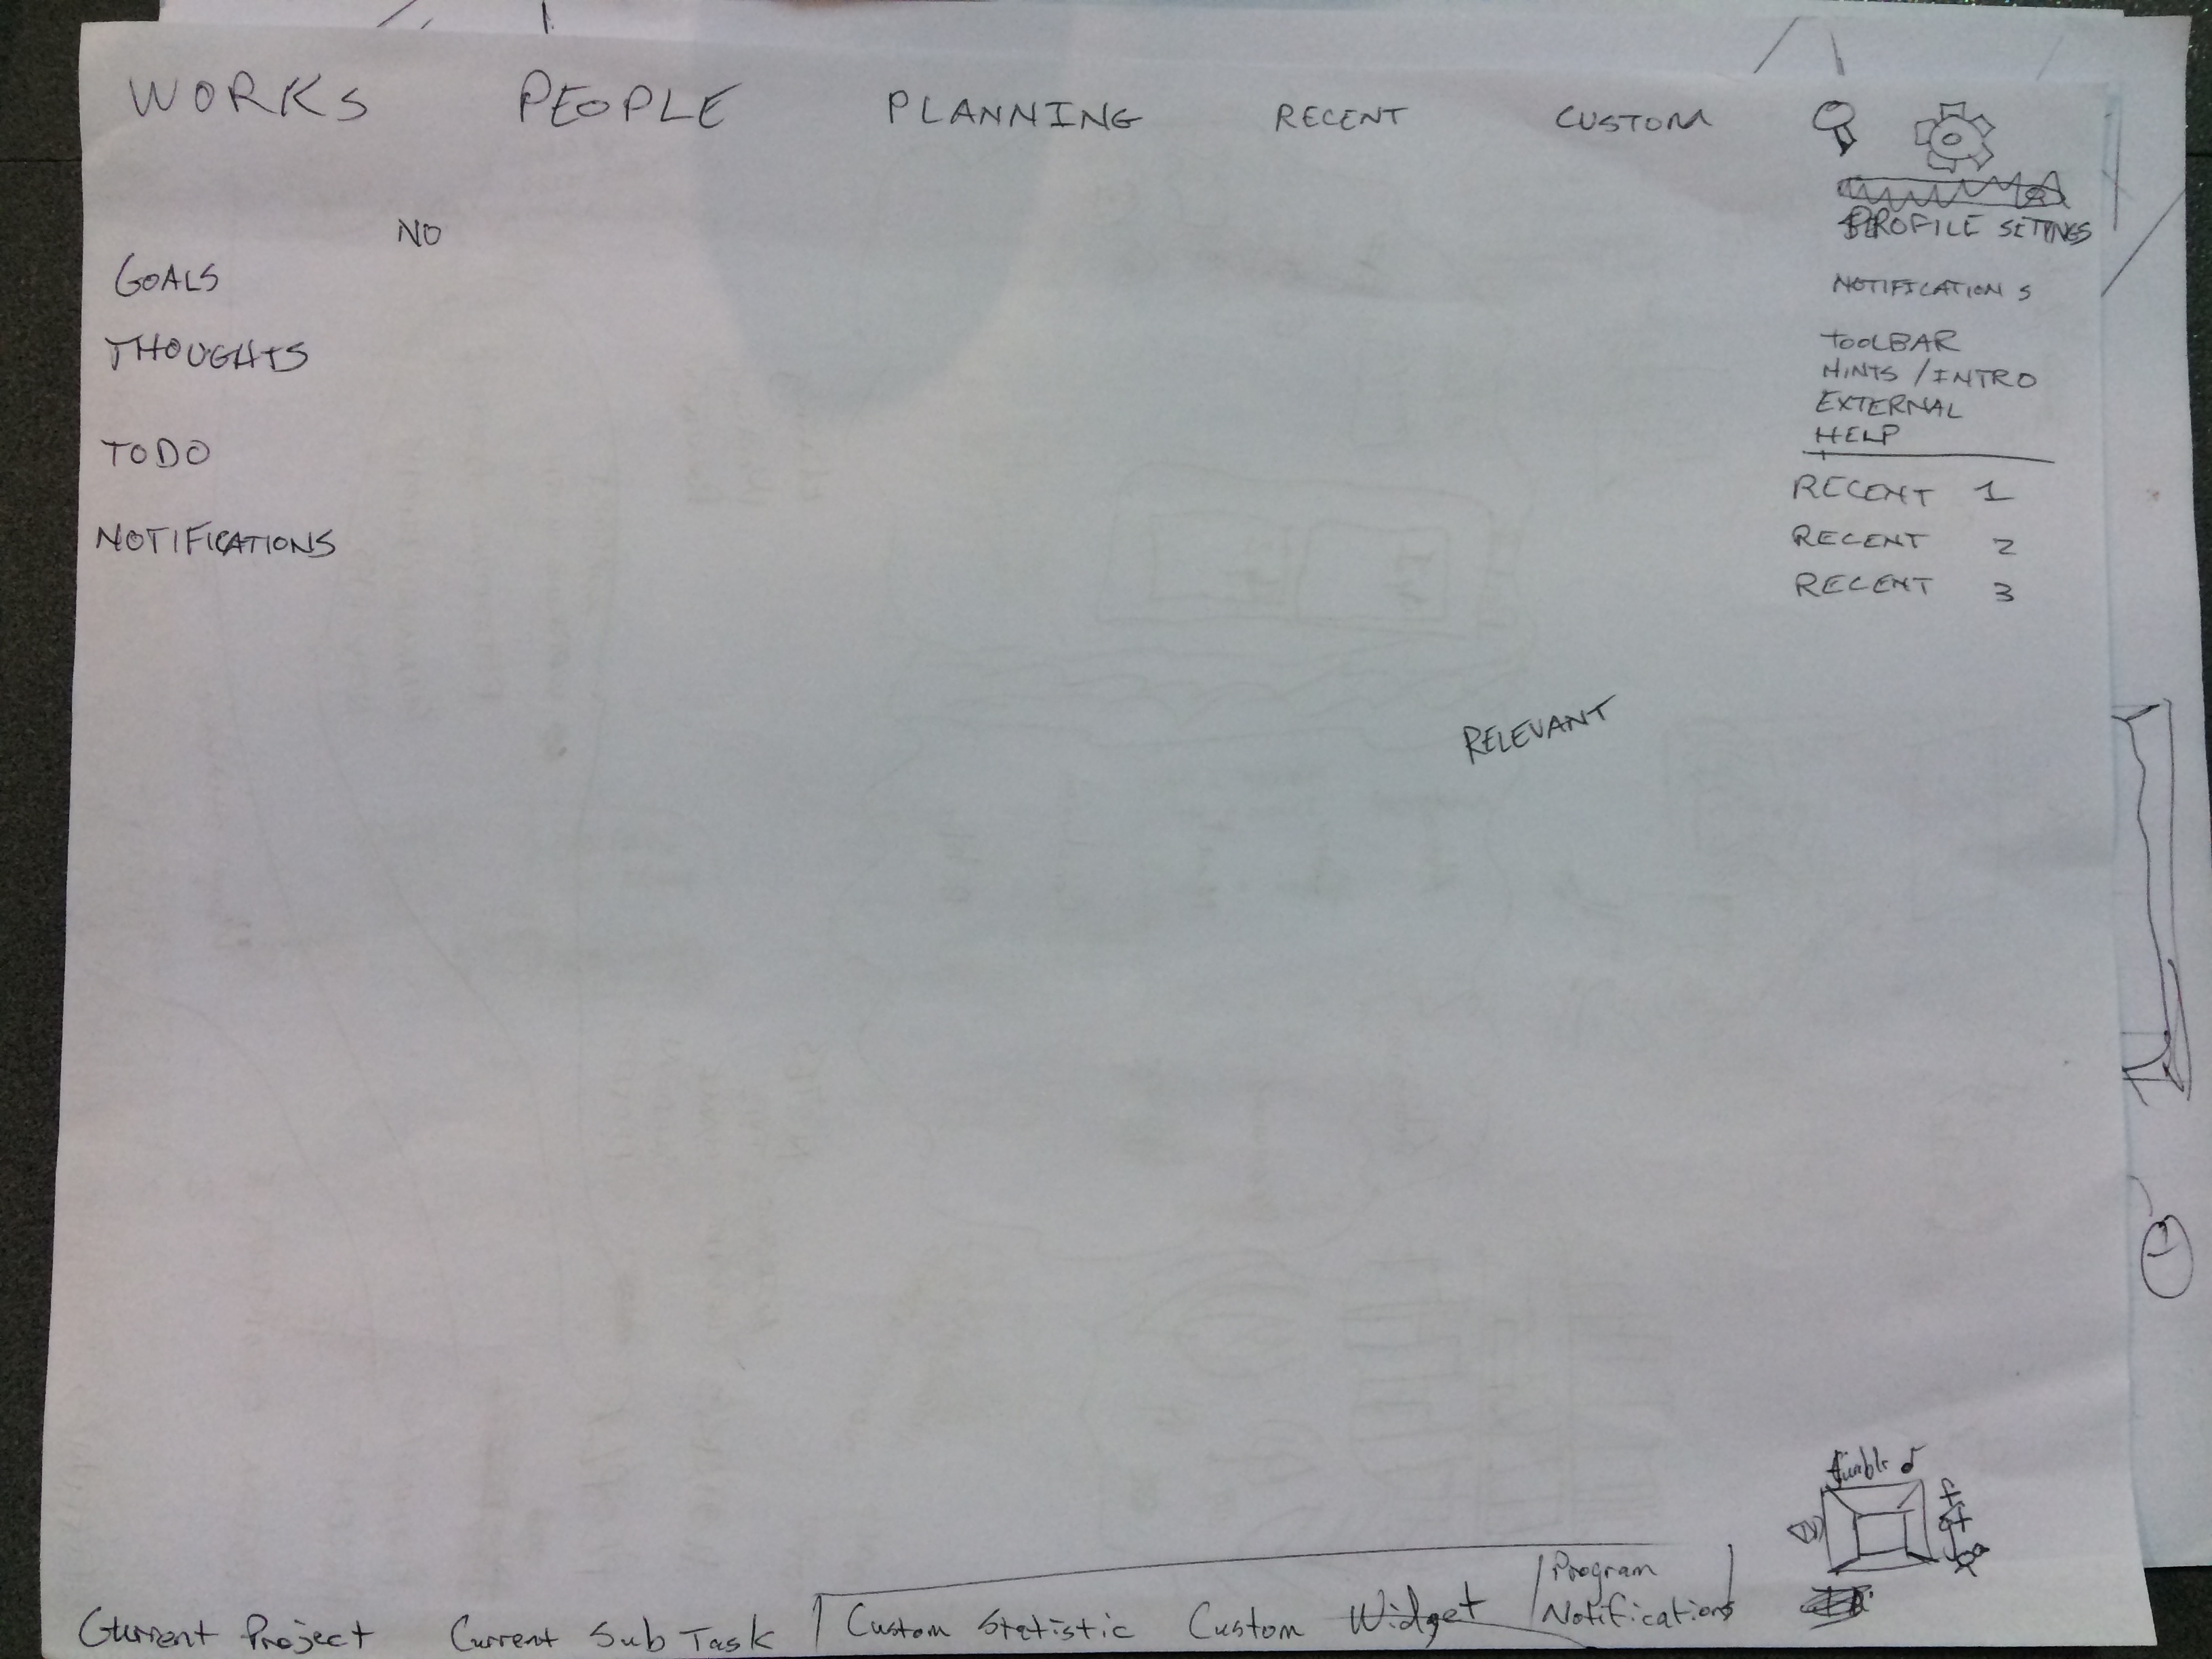 WORKS PEOPLE PLANNING RECENT CUSTOM
PROFILE SETTINGS
NO
GOALS
NOTIFICATIONS
THOUGHTS
TOOLBAR
HINTS / INTRO
EXTERNAL
HELP
TODO
RECENT 1
NOTIFICATIONS
RECENT 2
RECENT 3
RELEVANT
Program
Notifications
Current Project Current Sub Task Custom Statistic Custom Widget